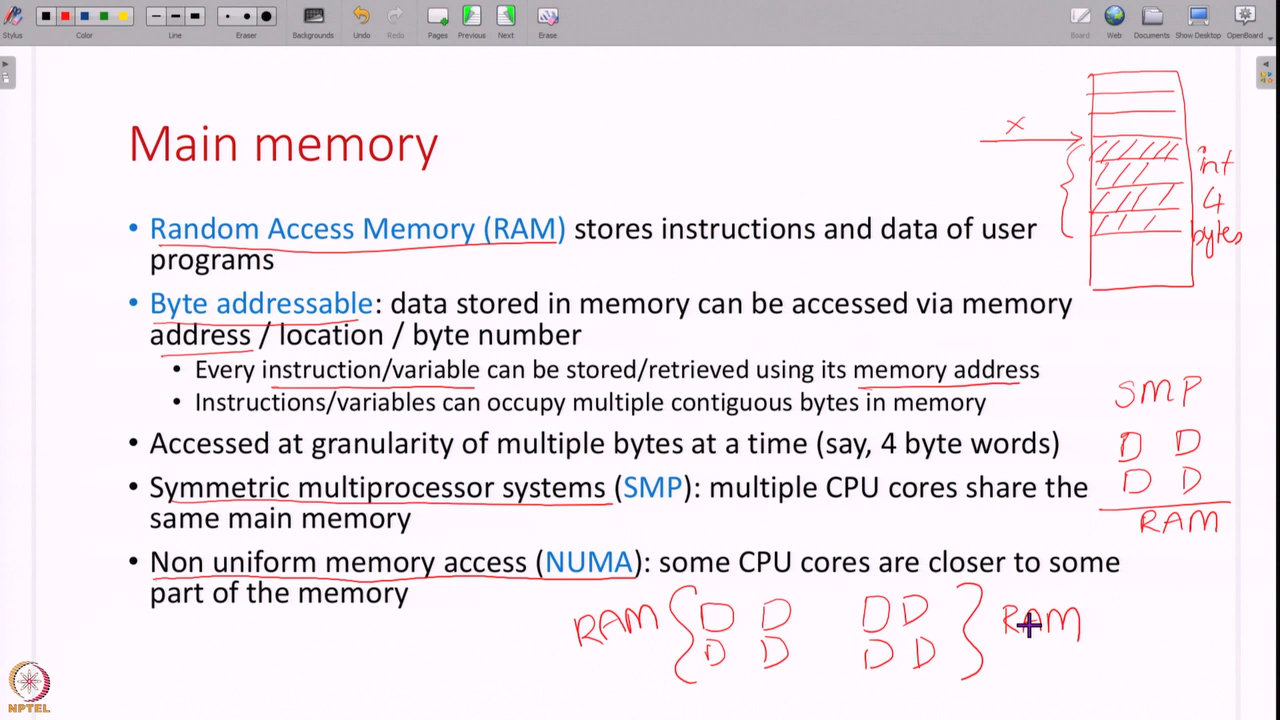 Stylus
Color
Line
Eraser
Backgrounds
Undo
Redo
Pages
Previous
Next
Erase
Board
Web
Documents
Show Desktop
OpenBoard
Main memory
x
int
4
bytes
• Random Access Memory (RAM) stores instructions and data of user
programs
• Byte addressable: data stored in memory can be accessed via memory
address / location / byte number
• Every instruction/variable can be stored/retrieved using its memory address
• Instructions/variables can occupy multiple contiguous bytes in memory
• Accessed at granularity of multiple bytes at a time (say, 4 byte words)
• Symmetric multiprocessor systems (SMP): multiple CPU cores share the
same main memory
SMP
RAM
• Non uniform memory access (NUMA): some CPU cores are closer to some
part of the memory
RAM
RAM
NPTEL